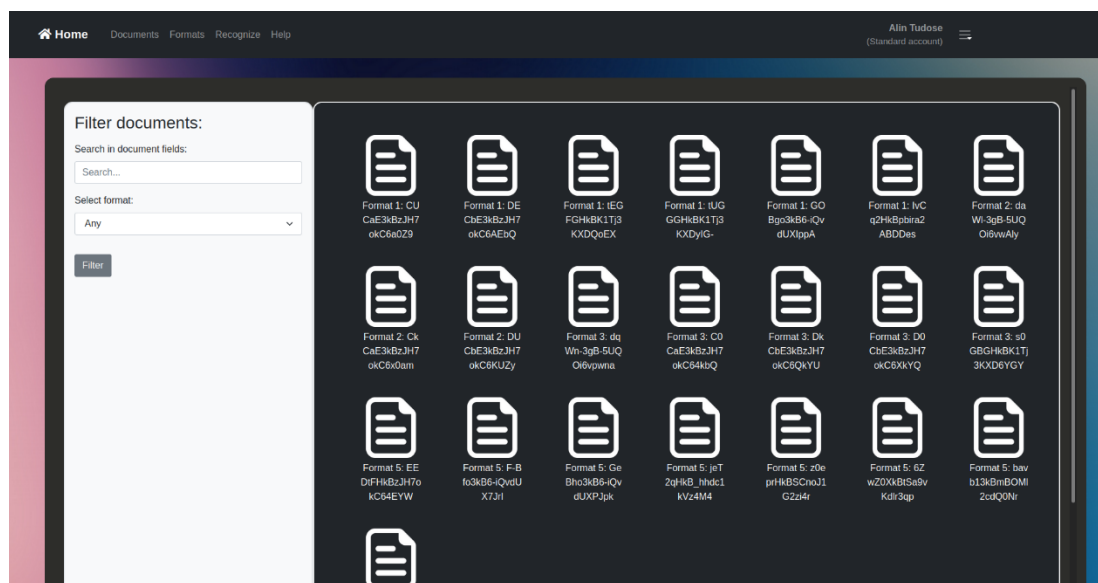 Home Documents Formats Recognize Help
Alin Tudose
(Standard account)
Filter documents:
Search in document fields:
Search...
Select format:
Any
Filter
Format 1: CU
CaE3kBzJH7
okC6a0Z9
Format 1: DE
CbE3kBzJH7
okC6AEbQ
Format 1: tEG
FGHkBK1Tj3
KXDQoEX
Format 1: tUG
GGHkBK1Tj3
KXDylG-
Format 1: GO
Bgo3kB6-iQv
dUXIppA
Format 1: IvC
q2HkBpbira2
ABDDes
Format 2: da
Wl-3gB-5UQ
Oi6vwAly
Format 2: Ck
CaE3kBzJH7
okC6x0am
Format 2: DU
CbE3kBzJH7
okC6KUZy
Format 3: dq
Wn-3gB-5UQ
Oi6vpwna
Format 3: C0
CaE3kBzJH7
okC64kbQ
Format 3: Dk
CbE3kBzJH7
okC6QkYU
Format 3: D0
CbE3kBzJH7
okC6XkYQ
Format 3: s0
GBGHkBK1Tj
3KXD6YGY
Format 5: EE
DtFHkBzJH7o
kC64EYW
Format 5: F-B
fo3kB6-iQvdU
X7JrI
Format 5: Ge
Bho3kB6-iQv
dUXPJpk
Format 5: jeT
2qHkB_hhdc1
kVz4M4
Format 5: z0e
prHkBSCnoJ1
G2zi4r
Format 5: 6Z
wZ0XkBtSa9v
Kdlr3qp
Format 5: bav
b13kBmBOMl
2cdQ0Nr